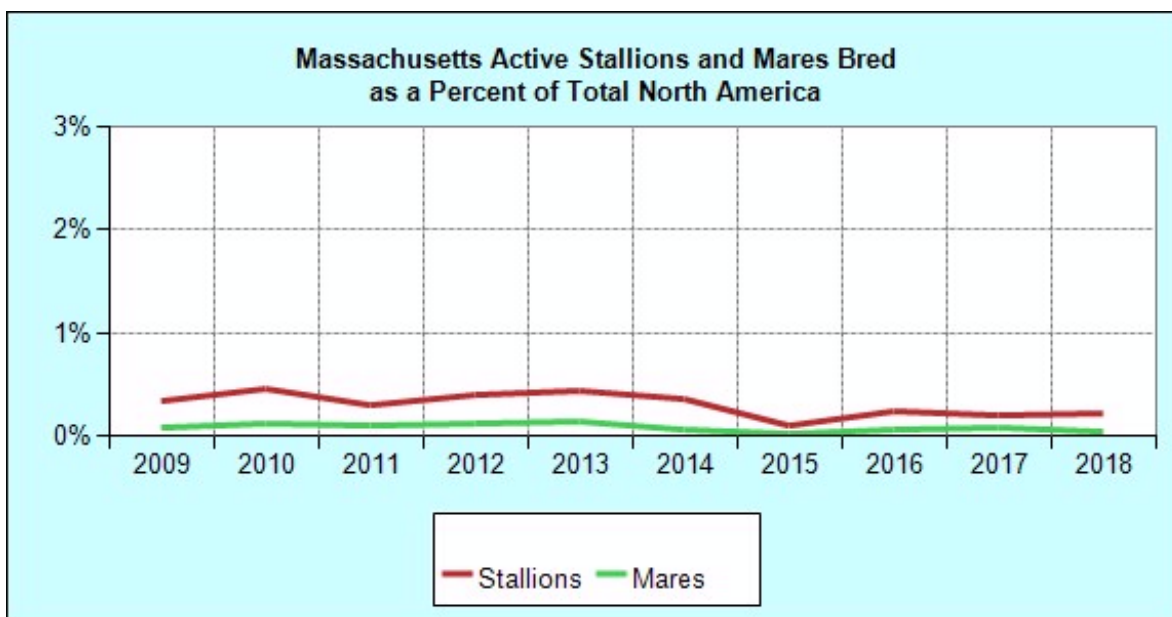 Massachusetts Active Stallions and Mares Bred
as a Percent of Total North America
3%
2%
1%
0%
2009 2010 2011 2012 2013 2014 2015 2016 2017 2018
Stallions Mares